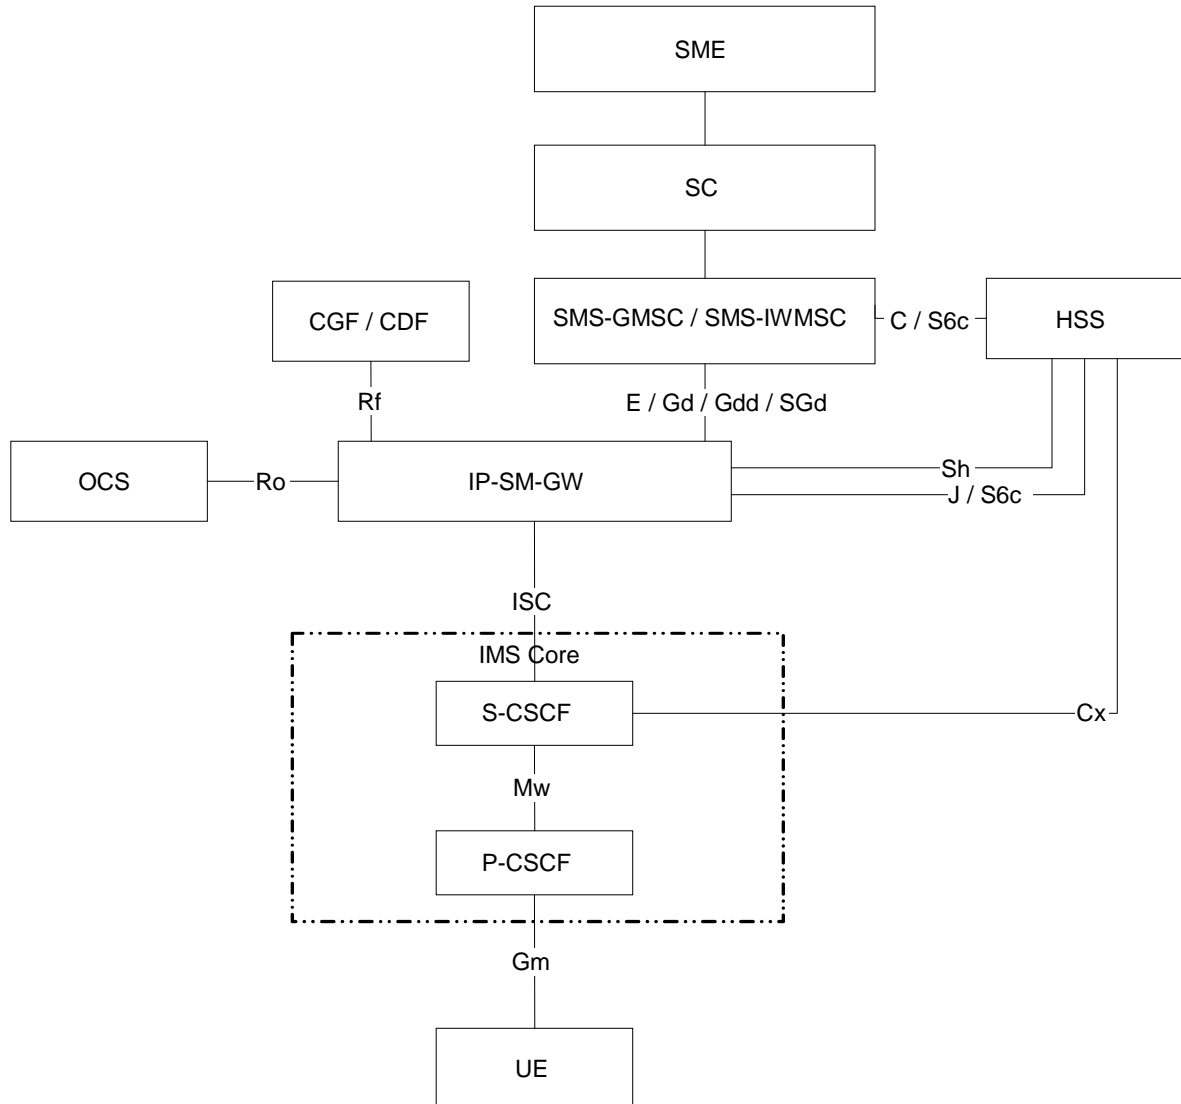 SME
SC
CGF / CDF
SMS-GMSC / SMS-IWMSC
C / S6c
HSS
Rf
E / Gd / Gdd / SGd
OCS
Ro
IP-SM-GW
Sh
J / S6c
ISC
IMS Core
S-CSCF
Cx
Mw
P-CSCF
Gm
UE